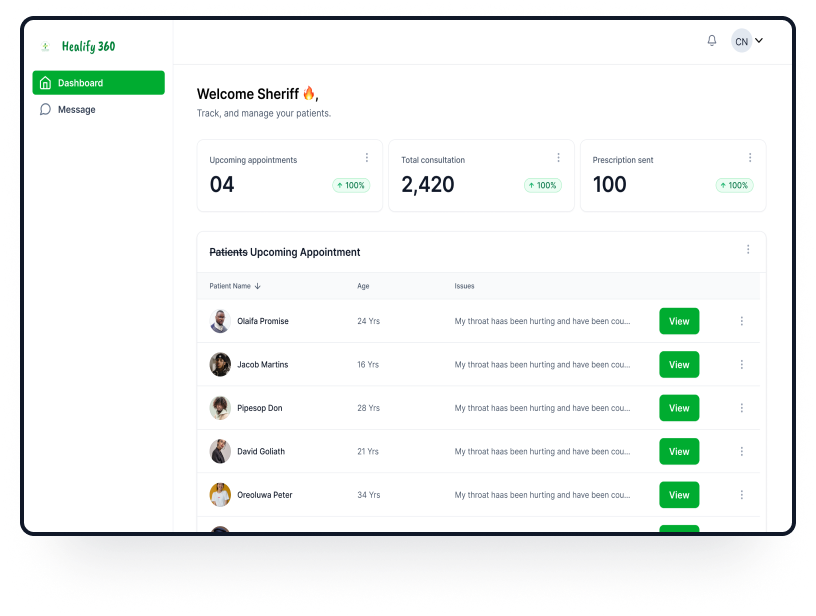 Healify 360
CN
Dashboard
Message
Welcome Sheriff 🔥,
Track, and manage your patients.
Upcoming appointments
04
100%
Total consultation
2,420
100%
Prescription sent
100
100%
Patients Upcoming Appointment
Patient Name Age Issues
Olaifa Promise 24 Yrs My throat haas been hurting and have been cou... View
Jacob Martins 16 Yrs My throat haas been hurting and have been cou... View
Pipesop Don 28 Yrs My throat haas been hurting and have been cou... View
David Goliath 21 Yrs My throat haas been hurting and have been cou... View
Oreoluwa Peter 34 Yrs My throat haas been hurting and have been cou... View